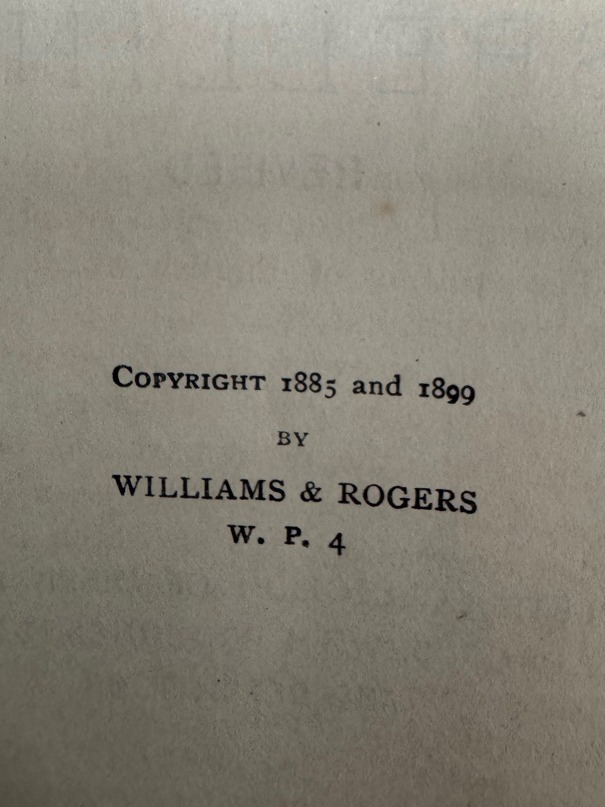 COPYRIGHT 1885 and 1899
BY
WILLIAMS & ROGERS
W. P. 4